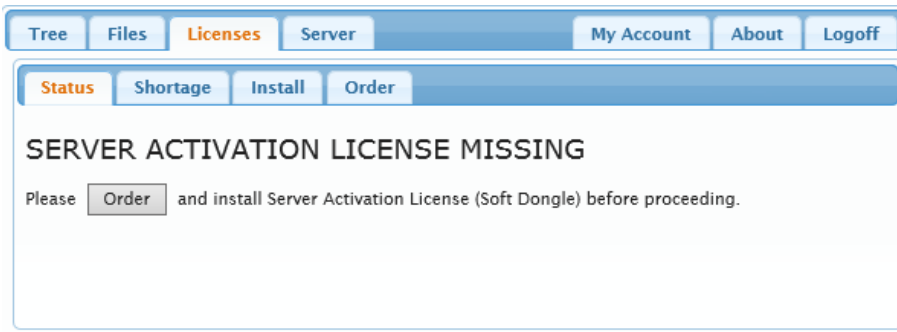 Tree Files Licenses Server My Account About Logoff
Status Shortage Install Order
SERVER ACTIVATION LICENSE MISSING
Please Order and install Server Activation License (Soft Dongle) before proceeding.